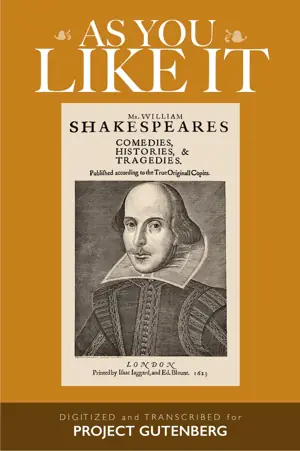 AS YOU
LIKE IT
Mr. WILLIAM
SHAKESPEARES
COMEDIES,
HISTORIES, &
TRAGEDIES.
Published according to the True Originall Copies.
LONDON
Printed by Isaac Iaggard, and Ed. Blount. 1623
DIGITIZED and TRANSCRIBED for
PROJECT GUTENBERG